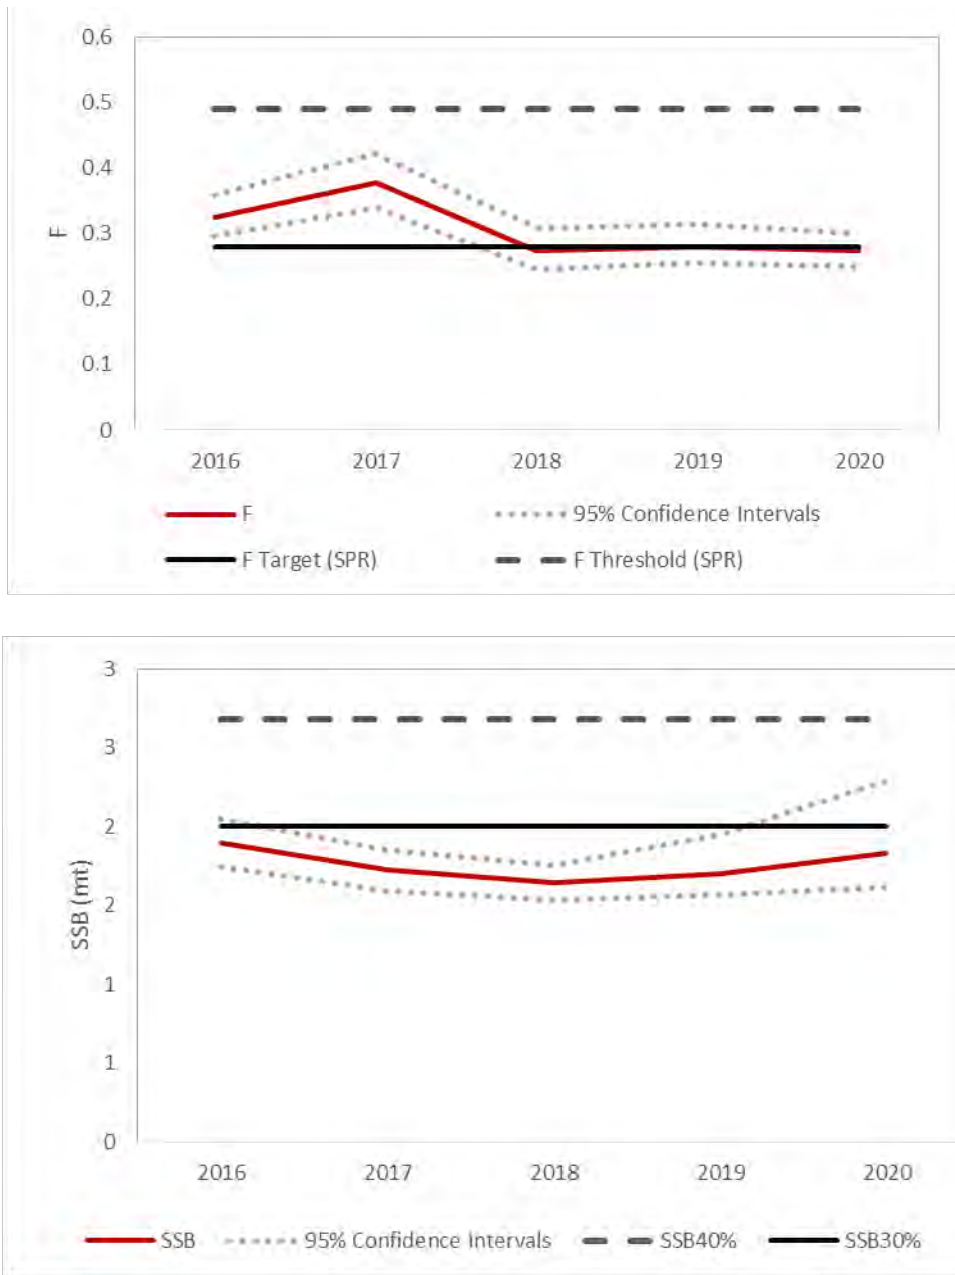 0.6
0.5
0.4
0.3
0.2
0.1
0
F
2016 2017 2018 2019 2020
F 95% Confidence Intervals
F Target (SPR) F Threshold (SPR)
3
3
2
2
1
1
0
SSB (mt)
2016 2017 2018 2019 2020
SSB 95% Confidence Intervals SSB40% SSB30%